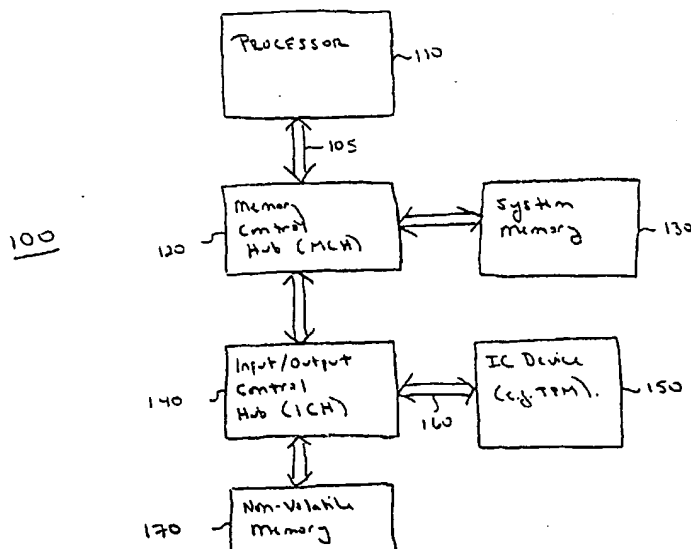 PROCESSOR
110
105
Memory
Control
Hub (MCH)
120
System
Memory
130
100
Input/Output
Control
Hub (ICH)
140
160
IC Device
(e.g. TPM).
150
Non-Volatile
Memory
170